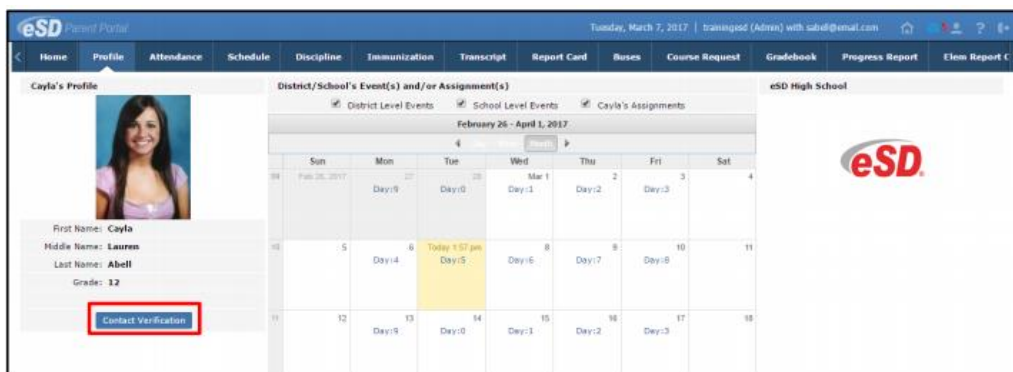 eSD Parent Portal
Tuesday, March 7, 2017 | trainingesd (Admin) with sabell@email.com
Home Profile Attendance Schedule Discipline Immunization Transcript Report Card Buses Course Request Gradebook Progress Report Elem Report C
Cayla's Profile
District/School's Event(s) and/or Assignment(s)
eSD High School
District Level Events School Level Events Cayla's Assignments
February 26 - April 1, 2017
Month
Sun Mon Tue Wed Thu Fri Sat
09 Feb 26, 2017 27 28 Mar 1 2 3 4
Day:9 Day:0 Day:1 Day:2 Day:3
eSD
First Name: Cayla
Middle Name: Lauren
Last Name: Abell
Grade: 12
10 5 6 Today 1:57 pm 8 9 10 11
Day:4 Day:5 Day:6 Day:7 Day:8
Contact Verification
11 12 13 14 15 16 17 18
Day:9 Day:0 Day:1 Day:2 Day:3